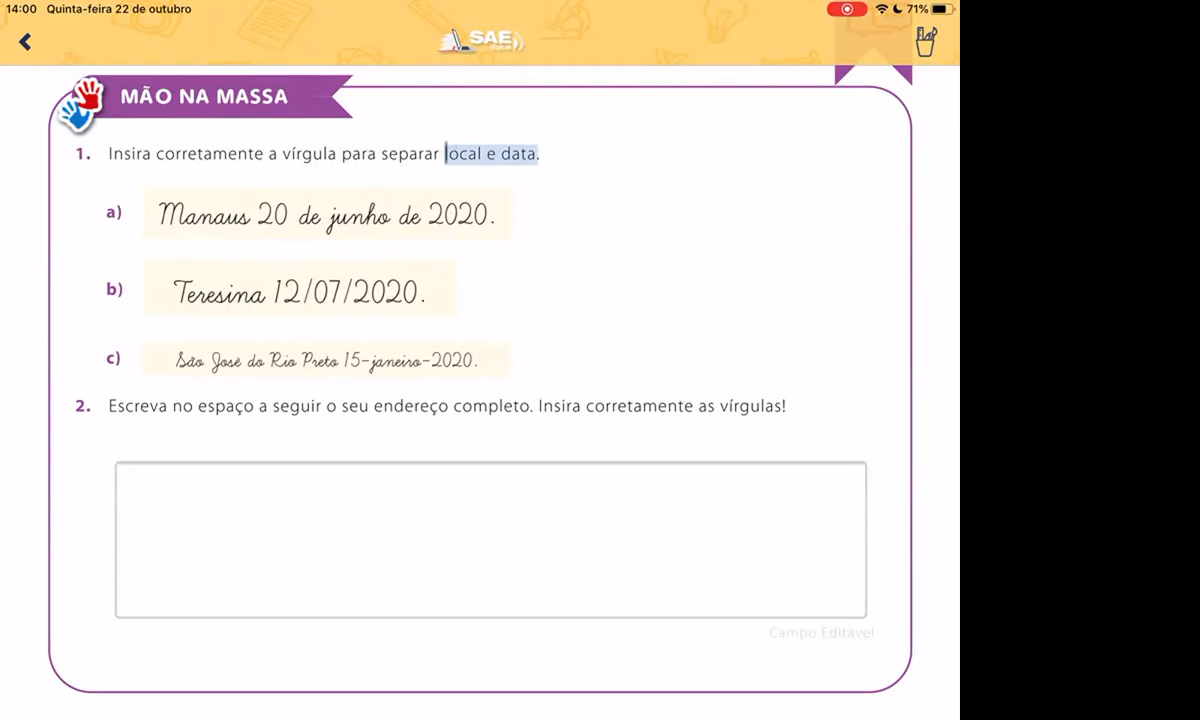 14:00 Quinta-feira 22 de outubro 71%
SAE
digital
MÃO NA MASSA
1. Insira corretamente a vírgula para separar local e data.
a) Manaus 20 de junho de 2020.
b) Teresina 12/07/2020.
c) São José do Rio Preto 15-janeiro-2020.
2. Escreva no espaço a seguir o seu endereço completo. Insira corretamente as vírgulas!
Campo Editável